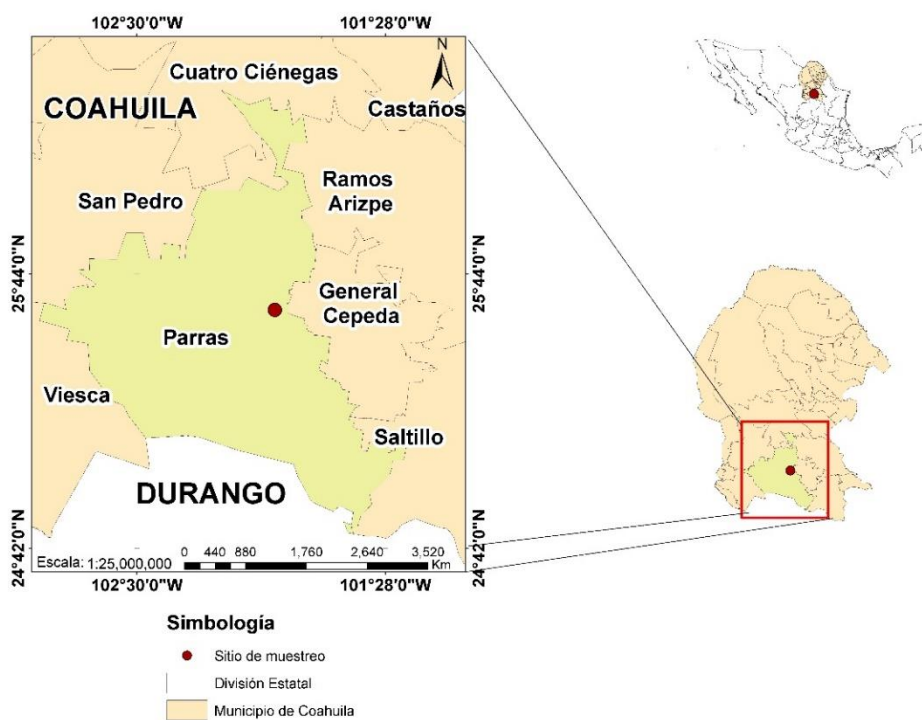 102°30'0"W 101°28'0"W
N
Cuatro Ciénegas
COAHUILA
Castaños
San Pedro
Ramos
Arizpe
25°44'0"N
25°44'0"N
General
Cepeda
Parras
Viesca
Saltillo
DURANGO
24°42'0"N
24°42'0"N
Escala: 1:25,000,000
0 440 880 1,760 2,640 3,520
Km
102°30'0"W 101°28'0"W
Simbología
Sitio de muestreo
División Estatal
Municipio de Coahuila